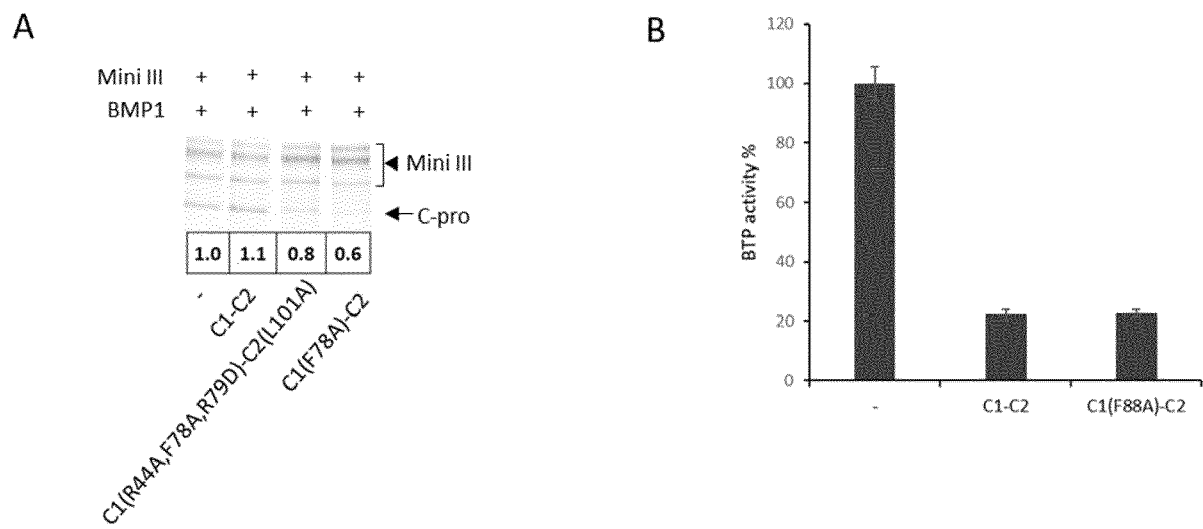 A
Mini III + + + +
BMP1 + + + +
Mini III
C-pro
1.0 1.1 0.8 0.6
-
C1-C2
C1(R44A,F78A,R79D)-C2(L101A)
C1(F78A)-C2
B
BTP activity %
120
100
80
60
40
20
0
- C1-C2 C1(F88A)-C2